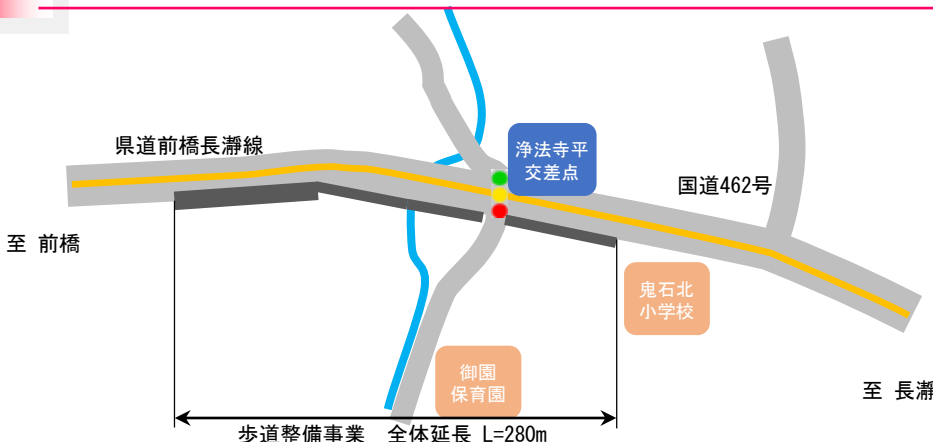 県道前橋長瀞線
浄法寺平
交差点
国道462号
至 前橋
鬼石北
小学校
御園
保育園
至 長瀞
歩道整備事業　全体延長 L=280m